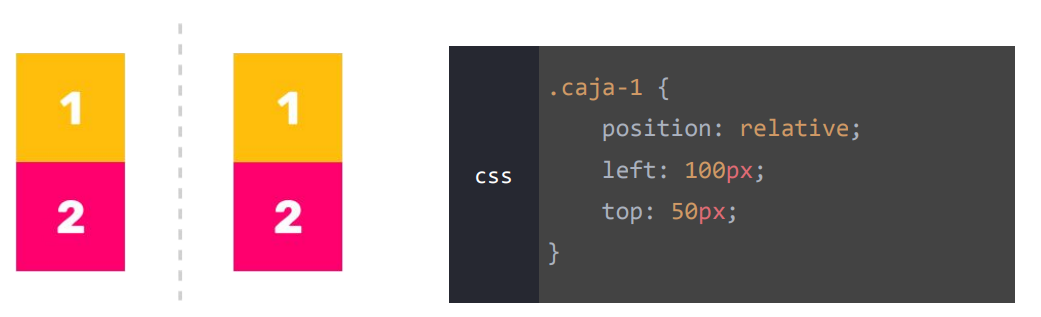 1
2
1
2
css
.caja-1 {
position: relative;
left: 100px;
top: 50px;
}